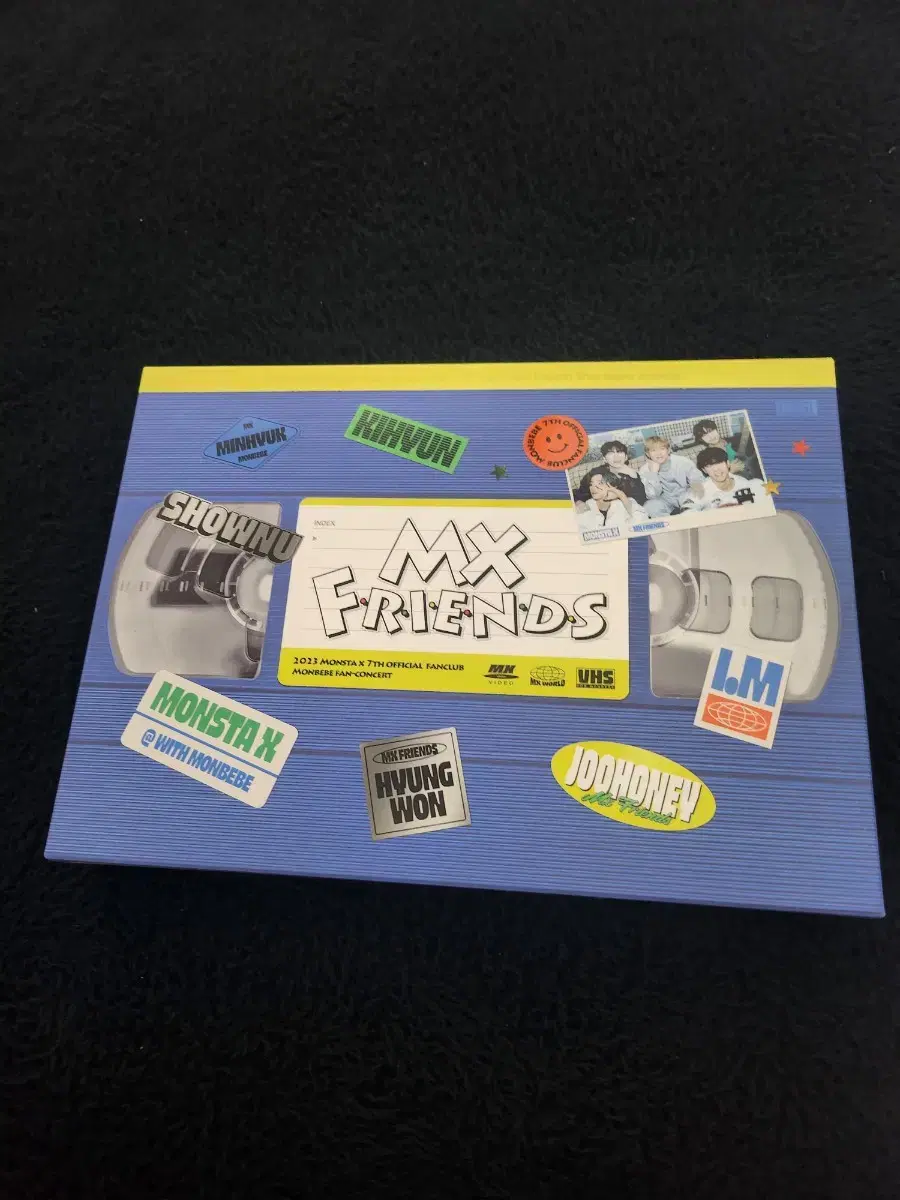 MX
MINHYUK
MONBEBE
KIHYUN
MONBEBE 7TH OFFICIAL FANCLUB
MONSTA X
MX FRIENDS
SHOWNU
INDEX
MX
FRIENDS
2023 MONSTA X 7TH OFFICIAL FANCLUB
MONBEBE FAN-CONCERT
MX
VIDEO
MX WORLD
VHS
I.M
MONSTA X
@ WITH MONBEBE
MX FRIENDS
HYUNG
WON
JOOHONEY
MX Friends